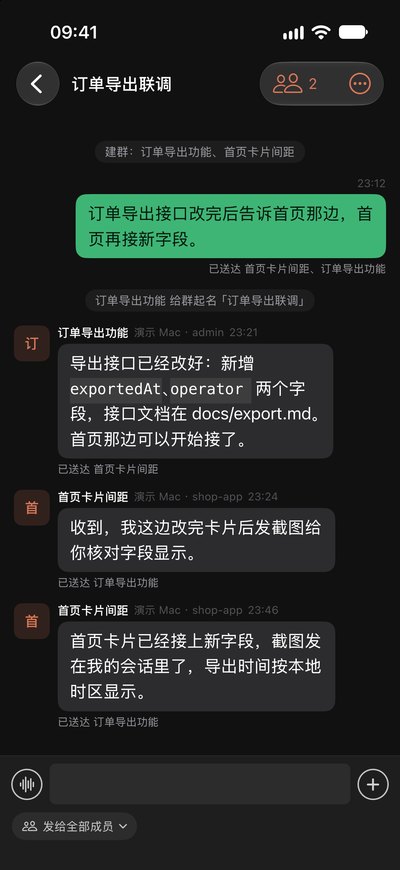 09:41
订单导出联调
2
建群：订单导出功能、首页卡片间距
23:12
订单导出接口改完后告诉首页那边，首
页再接新字段。
已送达 首页卡片间距、订单导出功能
订单导出功能 给群起名「订单导出联调」
订
订单导出功能 演示 Mac · admin 23:21
导出接口已经改好：新增
exportedAt、operator 两个字
段，接口文档在 docs/export.md。
首页那边可以开始接了。
已送达 首页卡片间距
首
首页卡片间距 演示 Mac · shop-app 23:24
收到，我这边改完卡片后发截图给
你核对字段显示。
已送达 订单导出功能
首
首页卡片间距 演示 Mac · shop-app 23:46
首页卡片已经接上新字段，截图发
在我的会话里了，导出时间按本地
时区显示。
已送达 订单导出功能
发给全部成员